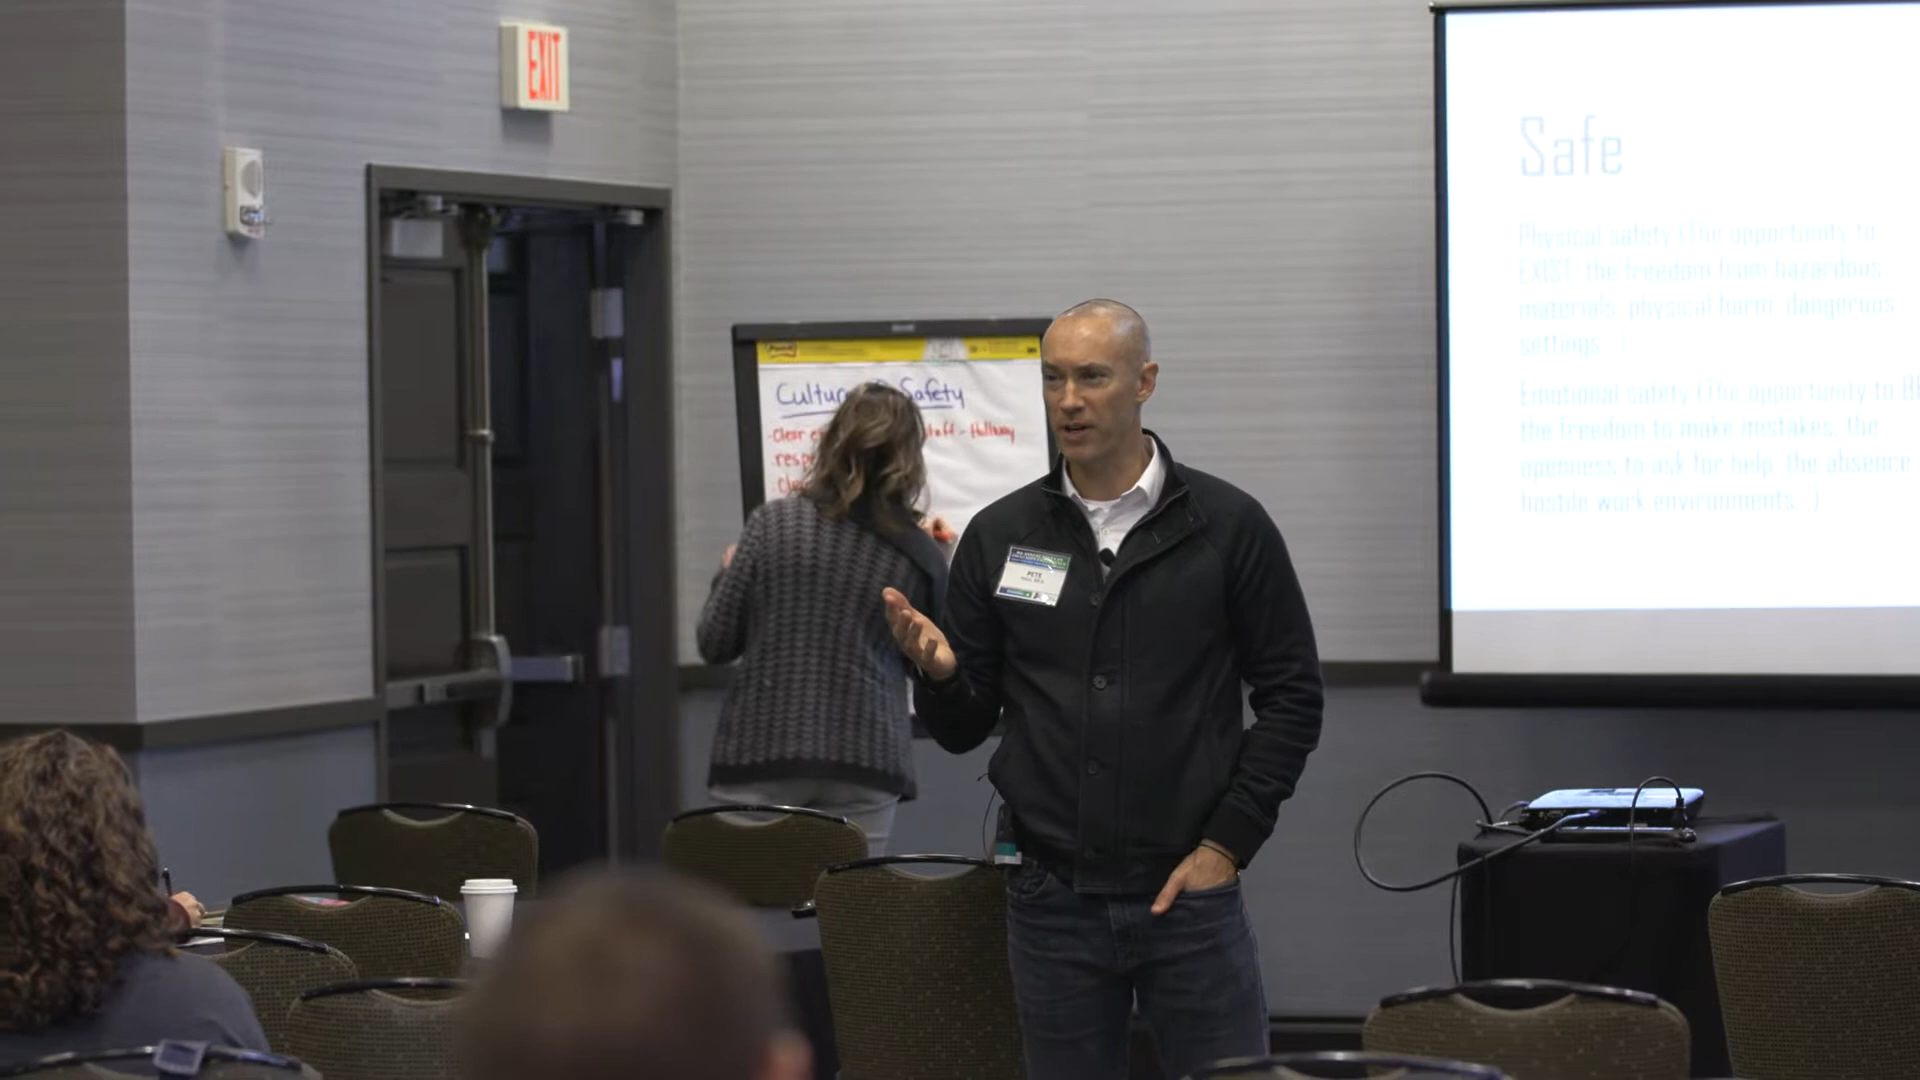 EXIT
Culture Safety
Clear staff - Hallway
resp
PETE
Safe
Physical safety (The opportunity to
EXIST, the freedom from hazardous
materials, physical harm, dangerous
settings...)
Emotional safety (The opportunity to
the freedom to make mistakes, the
openness to ask for help, the absence
hostile work environments...)